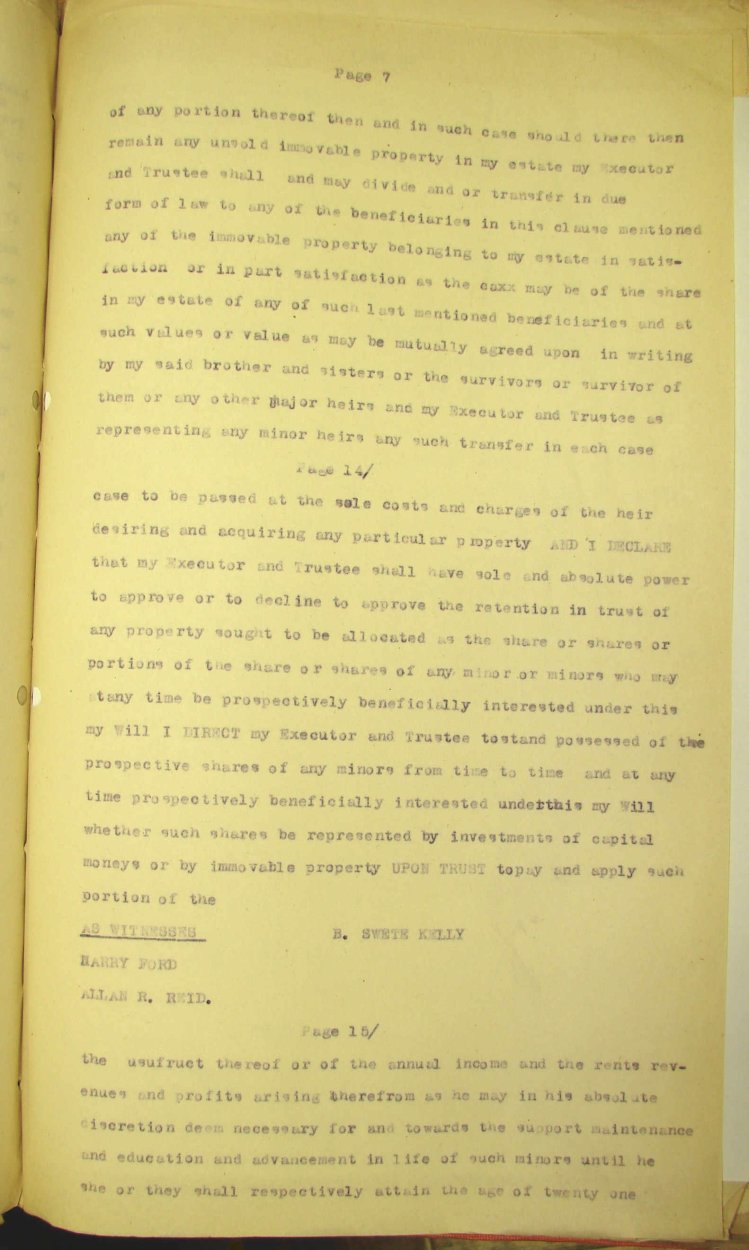 Page 7
of any portion thereof then and in such case should there then
remain any unsold immovable property in my estate my Executor
and Trustee shall and may divide and or transfer in due
form of law to any of the beneficiaries in this clause mentioned
any of the immovable property belonging to my estate in satis-
faction or in part satisfaction as the caxx may be of the share
in my estate of any of such last mentioned beneficiaries and at
such values or value as may be mutually agreed upon in writing
by my said brother and sisters or the survivors or survivor of
them or any other major heirs and my Executor and Trustee as
representing any minor heirs any such transfer in each case
Page 14/
case to be passed at the sole costs and charges of the heir
desiring and acquiring any particular property AND I DECLARE
that my Executor and Trustee shall have sole and absolute power
to approve or to decline to approve the retention in trust of
any property sought to be allocated as the share or shares or
portions of the share or shares of any minor or minors who may
atany time be prospectively beneficially interested under this
my Will I DIRECT my Executor and Trustee tostand possessed of the
prospective shares of any minors from time to time and at any
time prospectively beneficially interested underthis my Will
whether such shares be represented by investments of capital
moneys or by immovable property UPON TRUST topay and apply such
portion of the
AS WITNESSES B. SWETE KELLY
HARRY FORD
ALLAN R. REID.
Page 15/
the usufruct thereof or of the annual income and the rents rev-
enues and profits arising therefrom as he may in his absolute
discretion deem necessary for and towards the support maintenance
and education and advancement in life of such minors until he
she or they shall respectively attain the age of twenty one